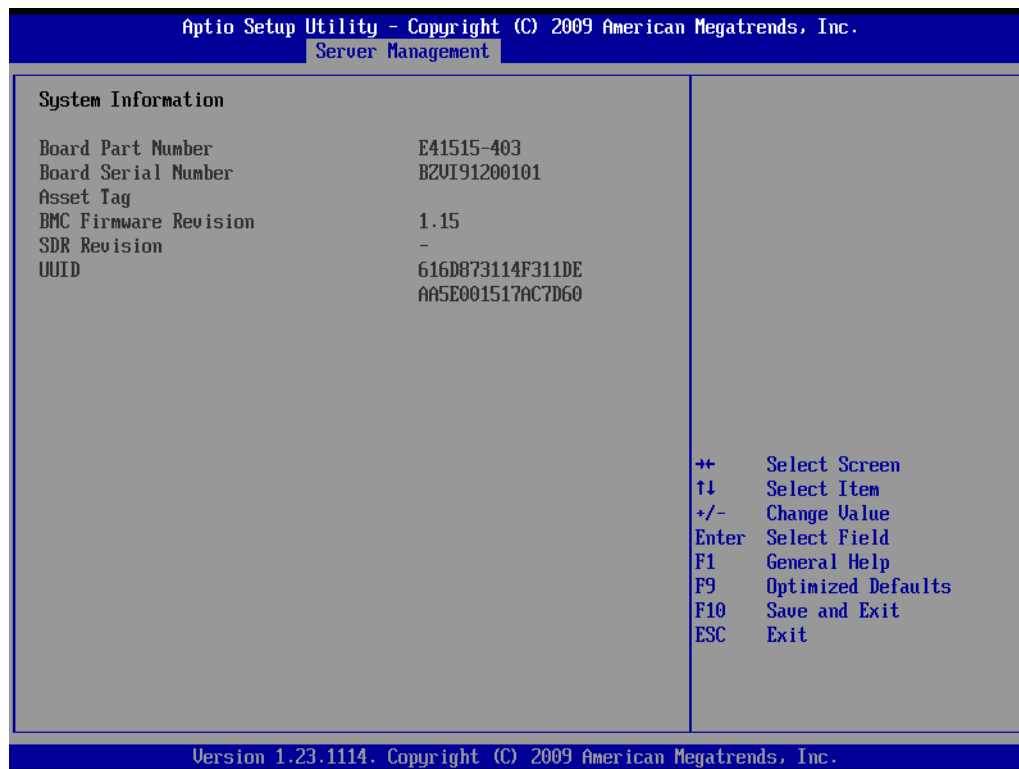 Aptio Setup Utility - Copyright (C) 2009 American Megatrends, Inc.
Server Management
System Information
Board Part Number E41515-403
Board Serial Number BZVI91200101
Asset Tag
BMC Firmware Revision 1.15
SDR Revision -
UUID 616D873114F311DE
AA5E001517AC7D60
→← Select Screen
↑↓ Select Item
+/- Change Value
Enter Select Field
F1 General Help
F9 Optimized Defaults
F10 Save and Exit
ESC Exit
Version 1.23.1114. Copyright (C) 2009 American Megatrends, Inc.